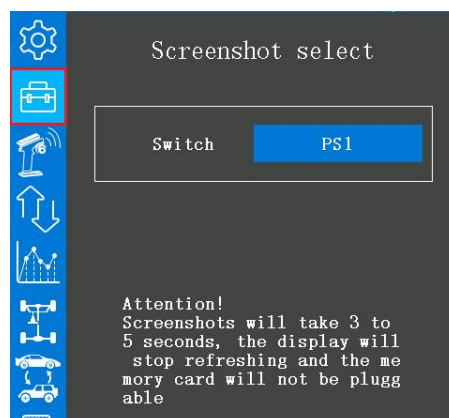 Screenshot select
Switch
PS1
Attention!
Screenshots will take 3 to
5 seconds, the display will
stop refreshing and the me
mory card will not be plugg
able